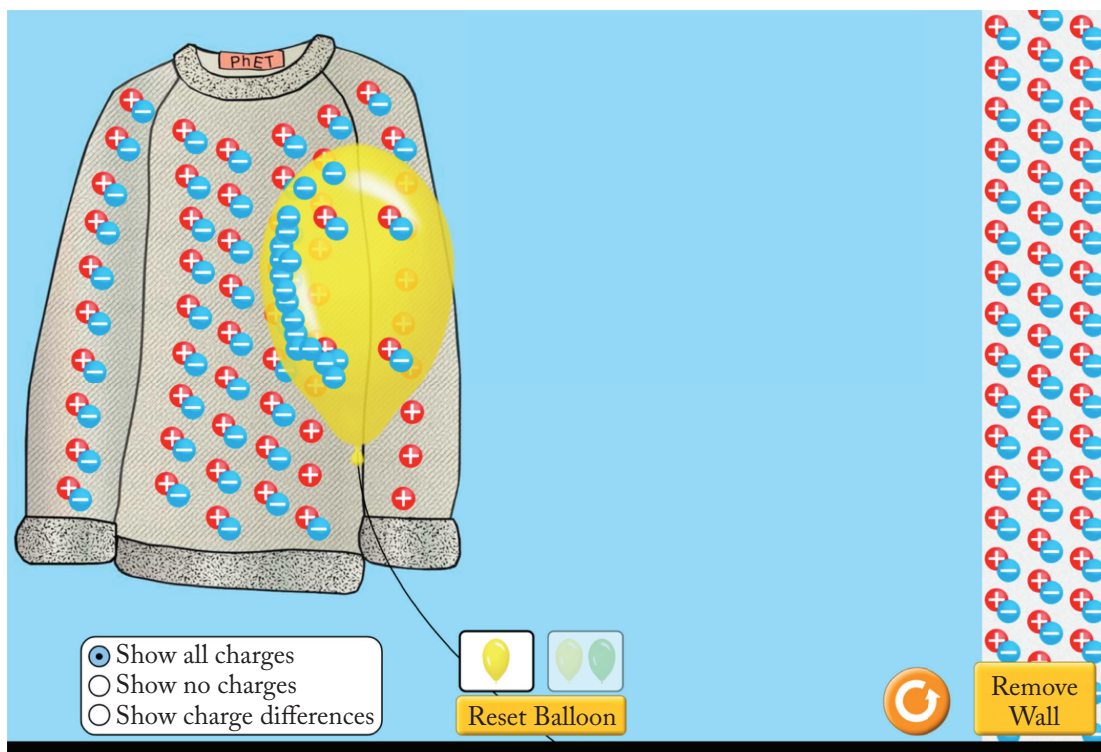 PhET
Show all charges
Show no charges
Show charge differences
Reset Balloon
Remove
Wall